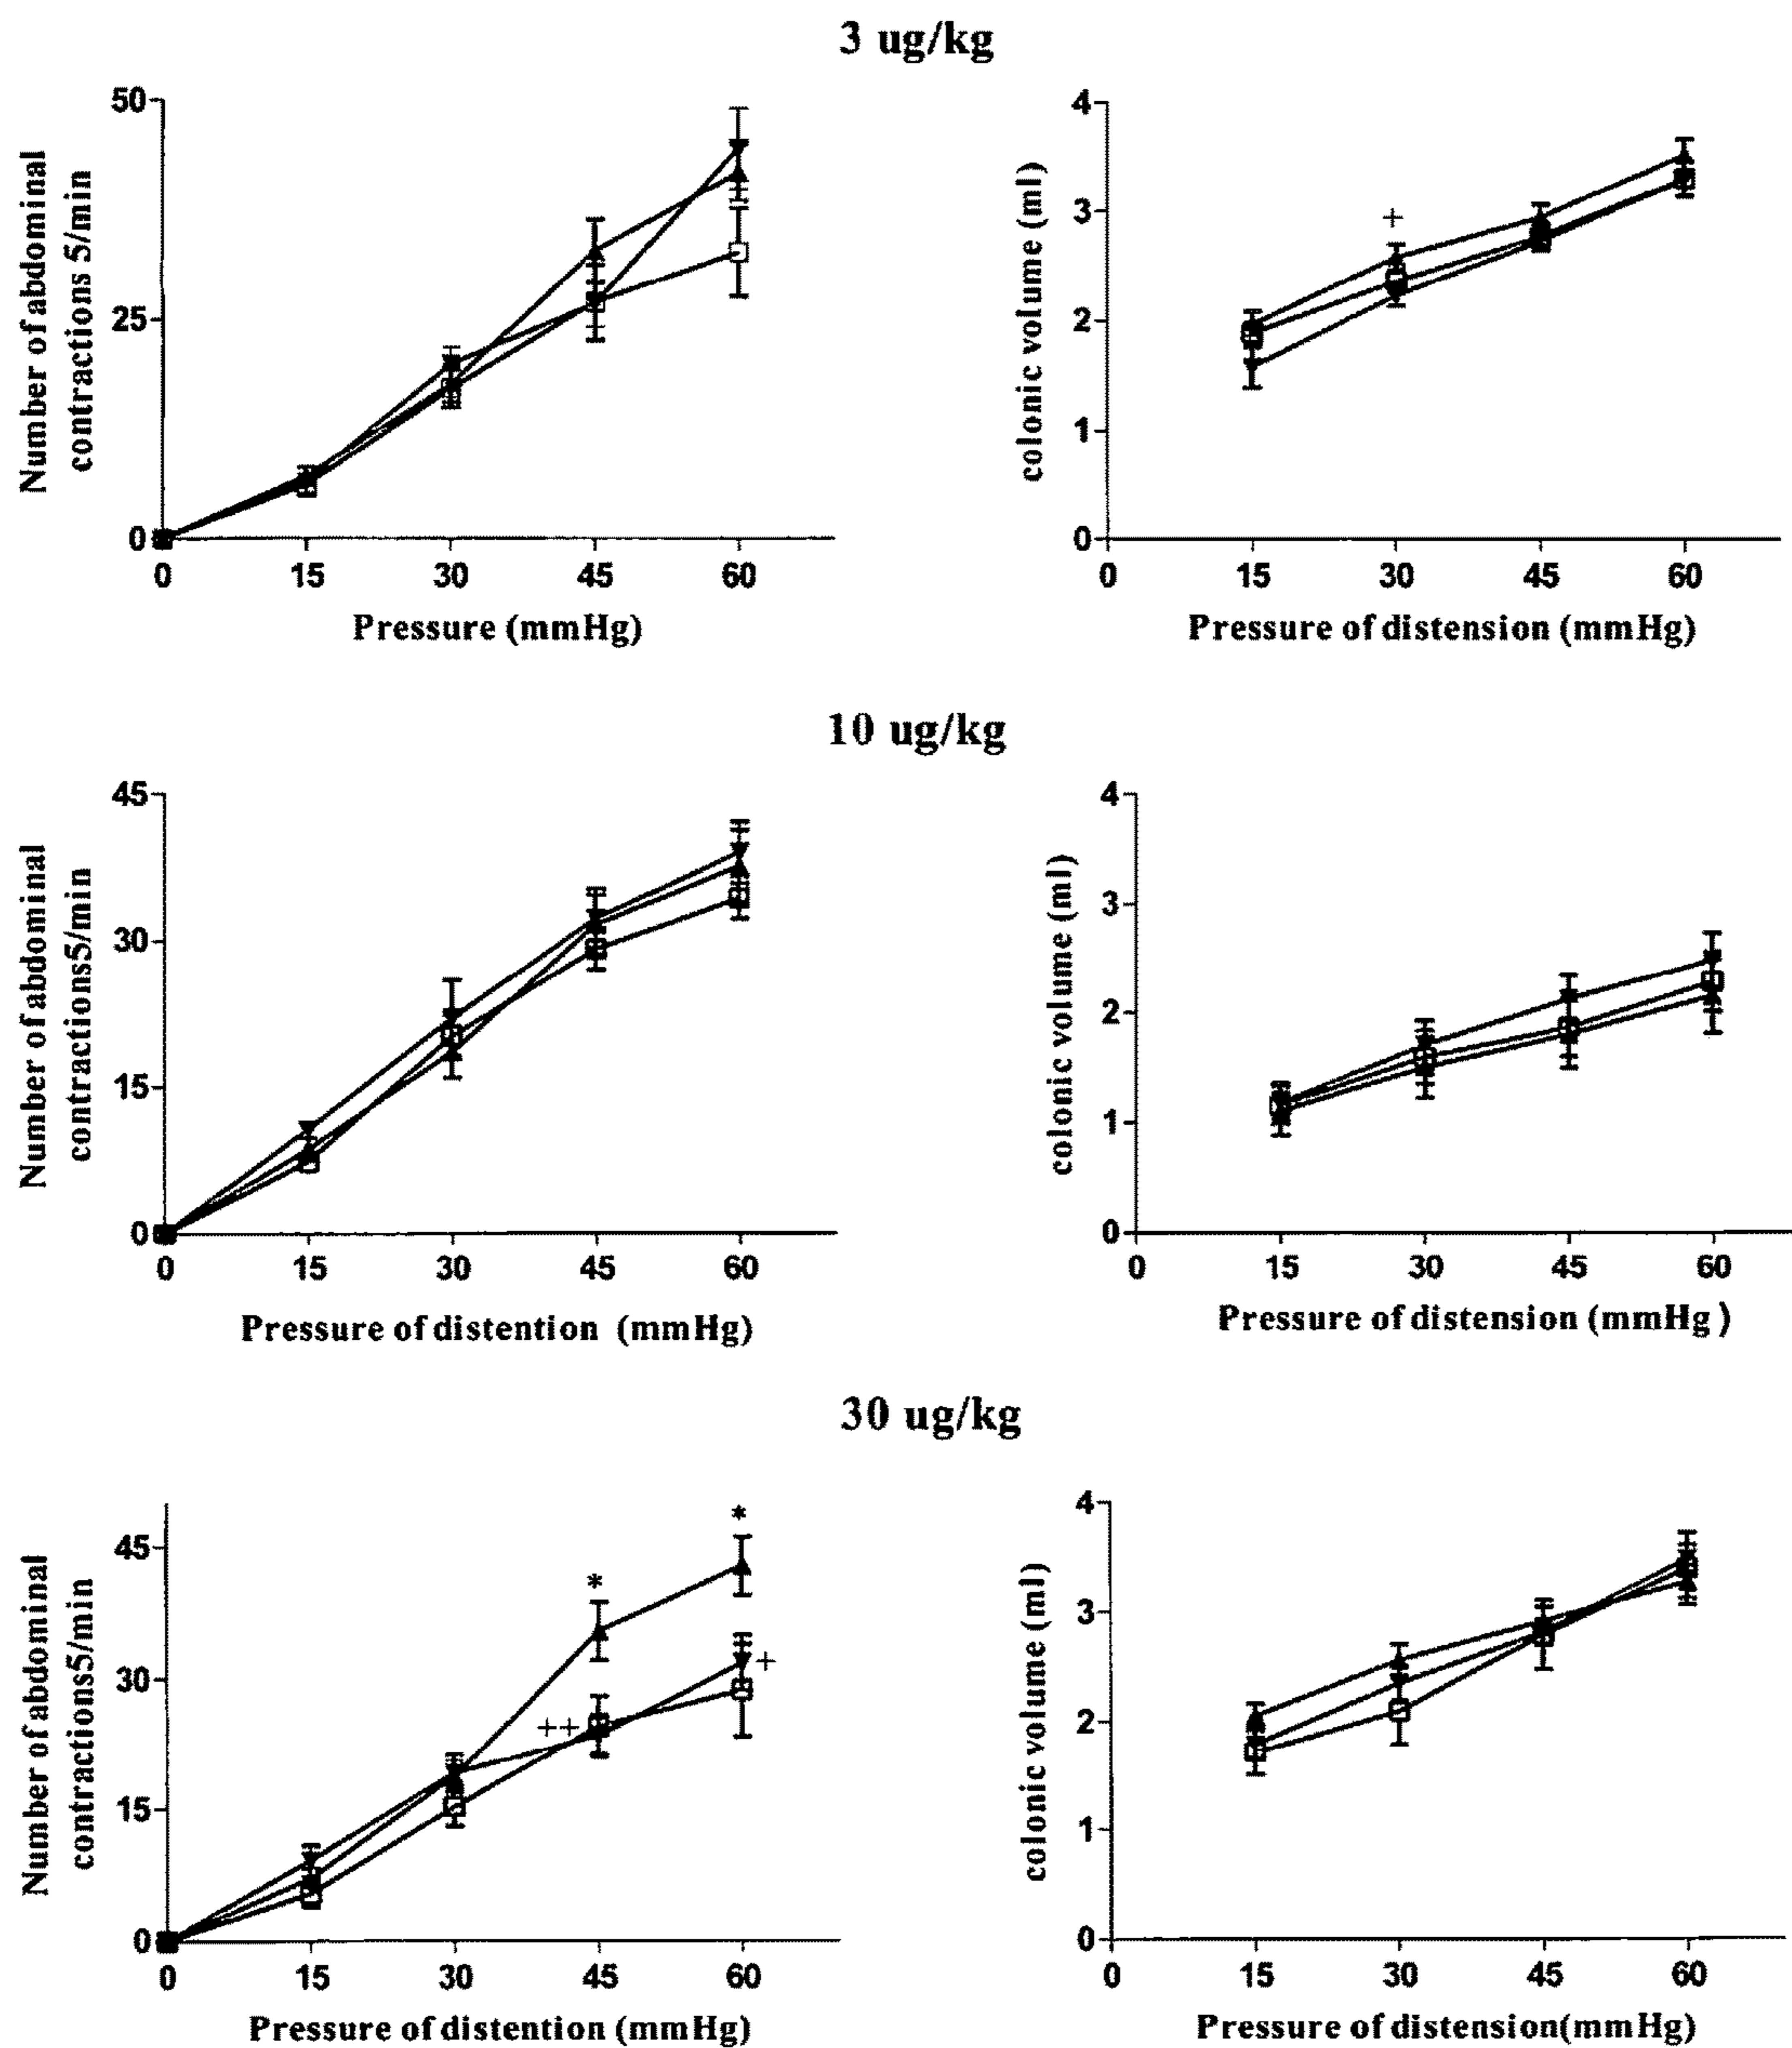 3 ug/kg
Number of abdominal
contractions 5/min
50
25
0
0 15 30 45 60
Pressure (mmHg)
colonic volume (ml)
4
3
2
1
0
+
0 15 30 45 60
Pressure of distension (mmHg)
10 ug/kg
Number of abdominal
contractions5/min
45
30
15
0
0 15 30 45 60
Pressure of distention (mmHg)
colonic volume (ml)
4
3
2
1
0
0 15 30 45 60
Pressure of distension (mmHg)
30 ug/kg
Number of abdominal
contractions5/min
45
30
15
0
*
*
++
+
0 15 30 45 60
Pressure of distention (mmHg)
colonic volume (ml)
4
3
2
1
0
0 15 30 45 60
Pressure of distension(mmHg)